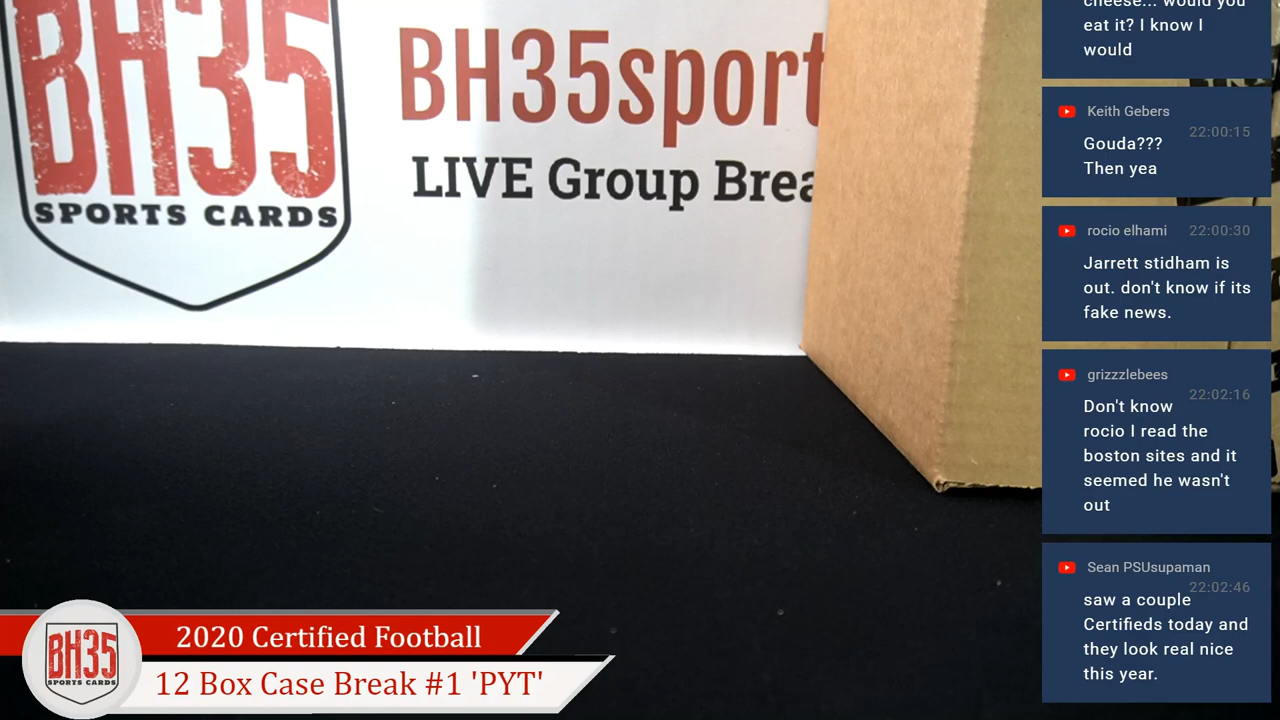 BH35
SPORTS CARDS
BH35sport
LIVE Group Brea
cheese... would you
eat it? I know I
would
Keith Gebers
22:00:15
Gouda???
Then yea
rocio elhami 22:00:30
Jarrett stidham is
out. don't know if its
fake news.
grizzzlebees
22:02:16
Don't know
rocio I read the
boston sites and it
seemed he wasn't
out
Sean PSUsupaman
22:02:46
saw a couple
Certifieds today and
they look real nice
this year.
BH35
SPORTS CARDS
2020 Certified Football
12 Box Case Break #1 'PYT'